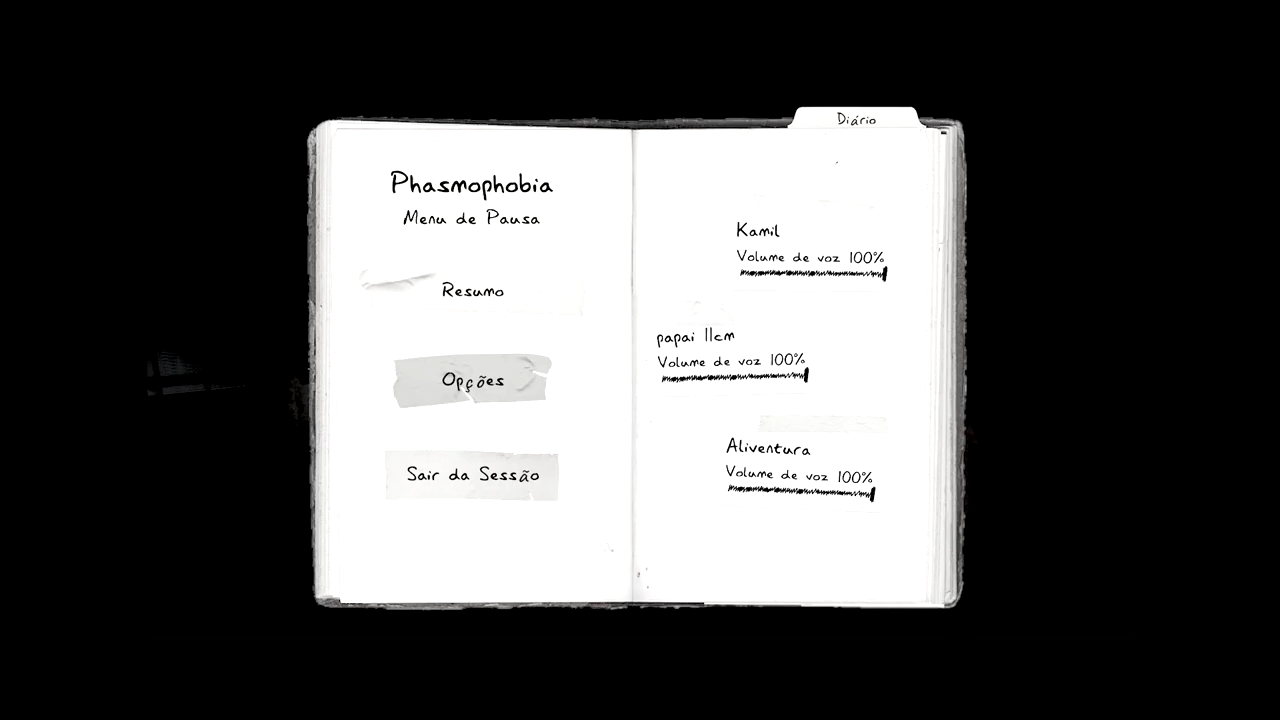 Diário
Phasmophobia
Menu de Pausa
Resumo
Opções
Sair da Sessão
Kamil
Volume de voz 100%
papai 11cm
Volume de voz 100%
Aliventura
Volume de voz 100%